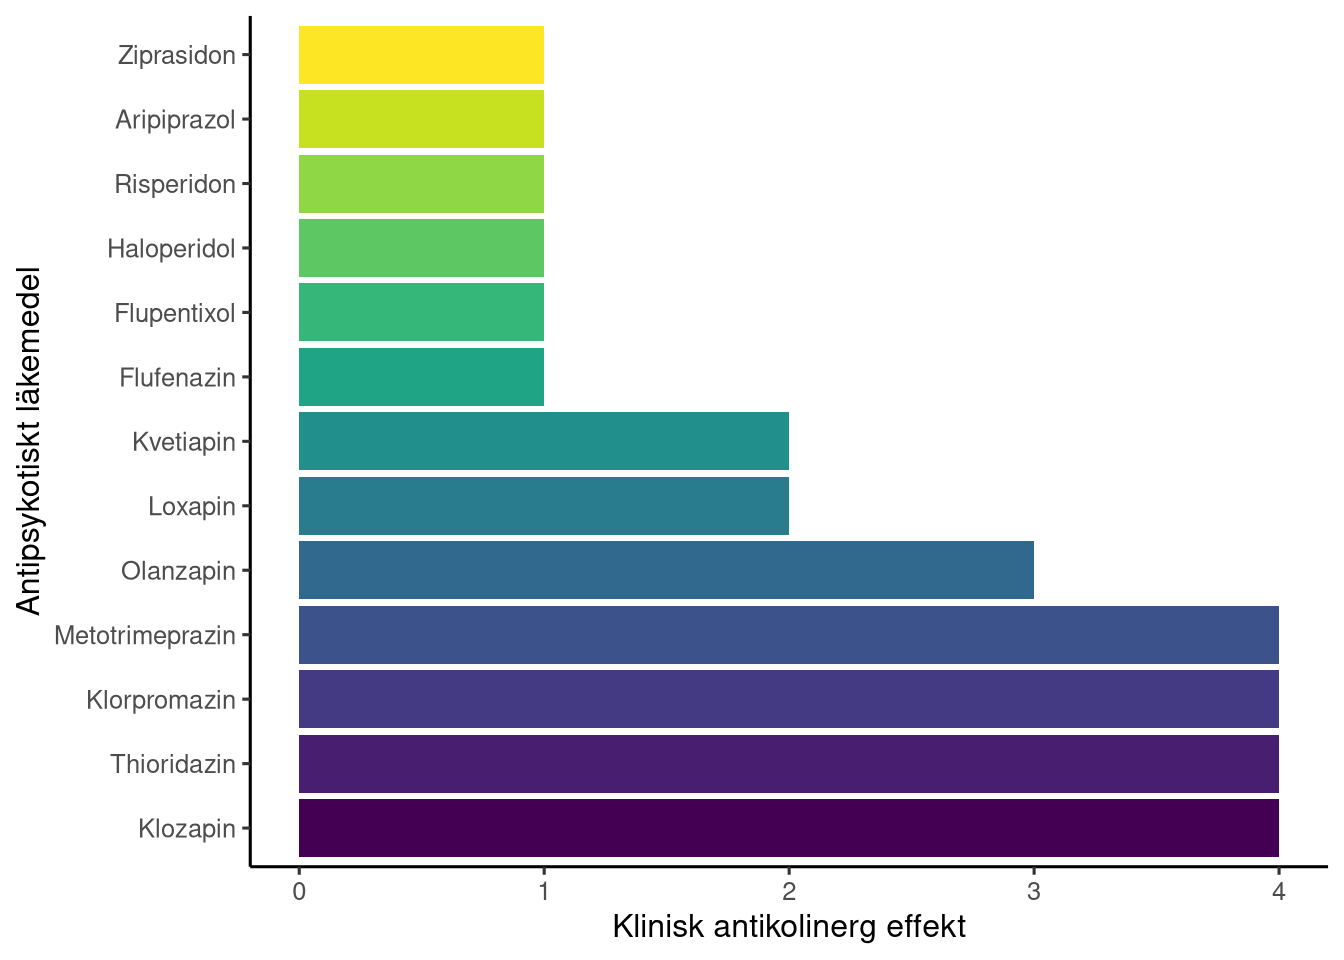 Antipsykotiskt läkemedel
Ziprasidon
Aripiprazol
Risperidon
Haloperidol
Flupentixol
Flufenazin
Kvetiapin
Loxapin
Olanzapin
Metotrimeprazin
Klorpromazin
Thioridazin
Klozapin
0 1 2 3 4
Klinisk antikolinerg effekt